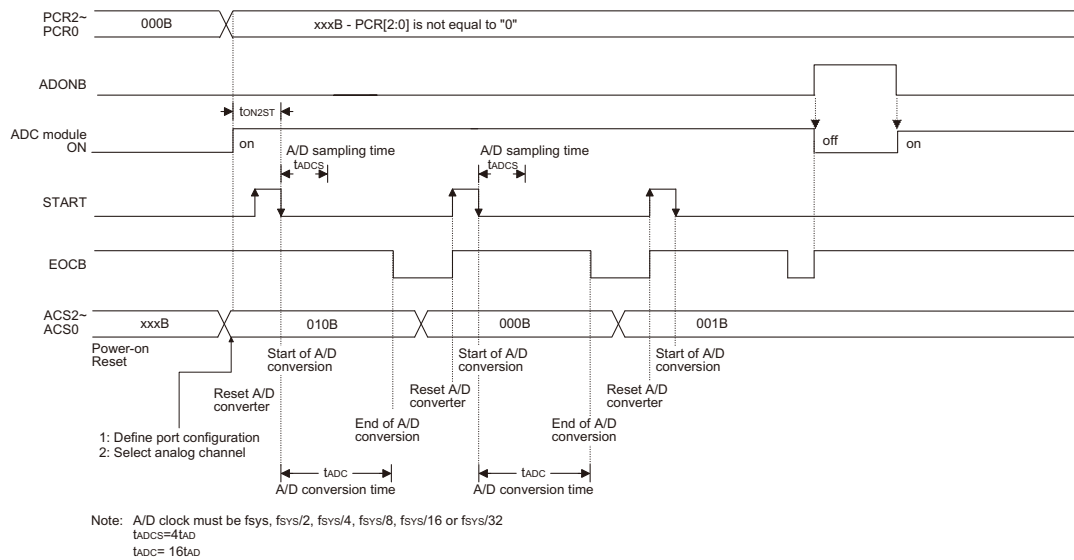 PCR2~
PCR0
000B
xxxB - PCR[2:0] is not equal to "0"
ADONB
tON2ST
ADC module
ON
on
off
on
A/D sampling time
tADCS
A/D sampling time
tADCS
START
EOCB
ACS2~
ACS0
xxxB
010B
000B
001B
Power-on
Reset
Start of A/D
conversion
Start of A/D
conversion
Start of A/D
conversion
Reset A/D
converter
Reset A/D
converter
Reset A/D
converter
End of A/D
conversion
End of A/D
conversion
1: Define port configuration
2: Select analog channel
tADC
A/D conversion time
tADC
A/D conversion time
Note: A/D clock must be fsys, fSYS/2, fSYS/4, fSYS/8, fSYS/16 or fSYS/32
tADCS=4tAD
tADC= 16tAD